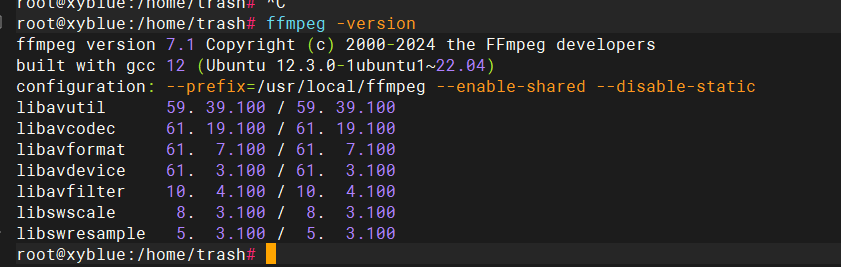 root@xyblue:/home/trash# ^C
root@xyblue:/home/trash# ffmpeg -version
ffmpeg version 7.1 Copyright (c) 2000-2024 the FFmpeg developers
built with gcc 12 (Ubuntu 12.3.0-1ubuntu1~22.04)
configuration: --prefix=/usr/local/ffmpeg --enable-shared --disable-static
libavutil      59. 39.100 / 59. 39.100
libavcodec     61. 19.100 / 61. 19.100
libavformat    61.  7.100 / 61.  7.100
libavdevice    61.  3.100 / 61.  3.100
libavfilter    10.  4.100 / 10.  4.100
libswscale      8.  3.100 /  8.  3.100
libswresample   5.  3.100 /  5.  3.100
root@xyblue:/home/trash#